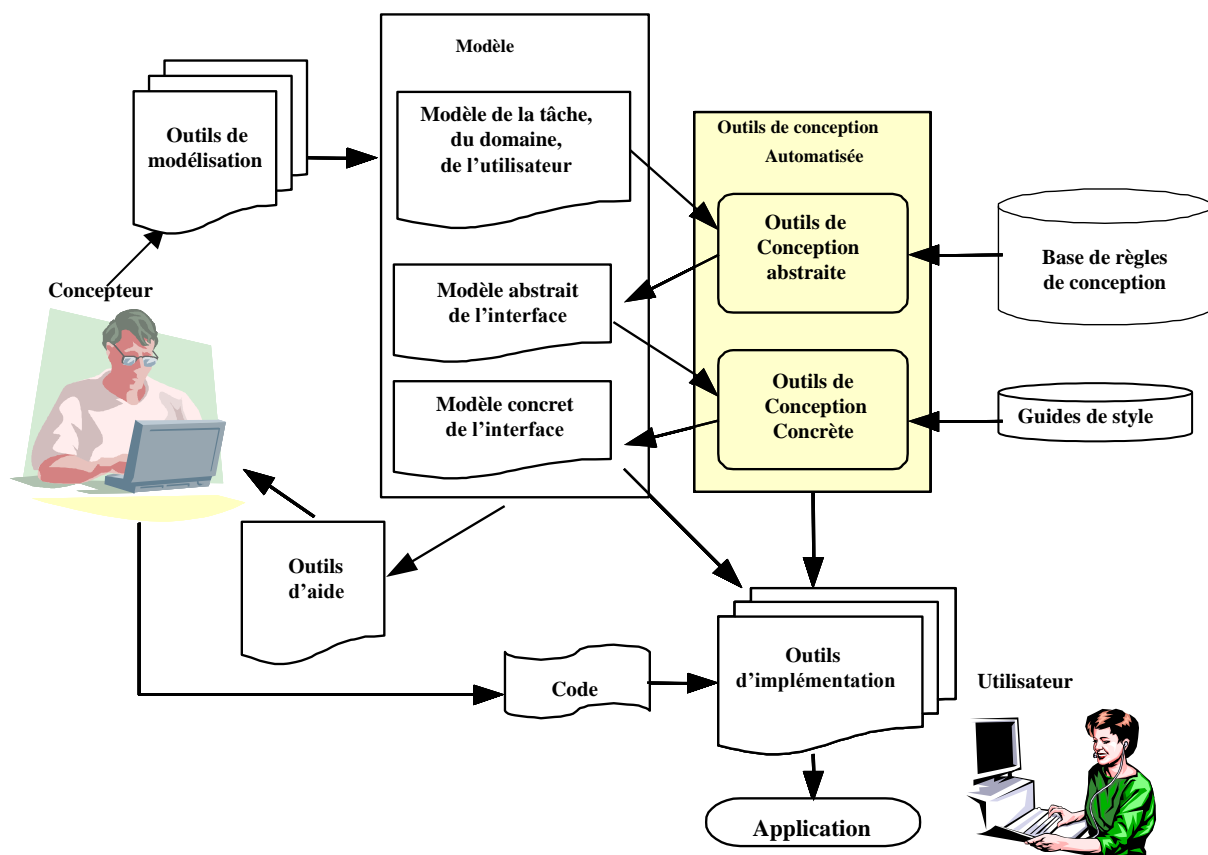 Modèle
Outils de
modélisation
Modèle de la tâche,
du domaine,
de l’utilisateur
Outils de conception
Automatisée
Outils de
Conception
abstraite
Base de règles
de conception
Concepteur
Modèle abstrait
de l’interface
Modèle concret
de l’interface
Outils de
Conception
Concrète
Guides de style
Outils
d’aide
Code
Outils
d’implémentation
Utilisateur
Application